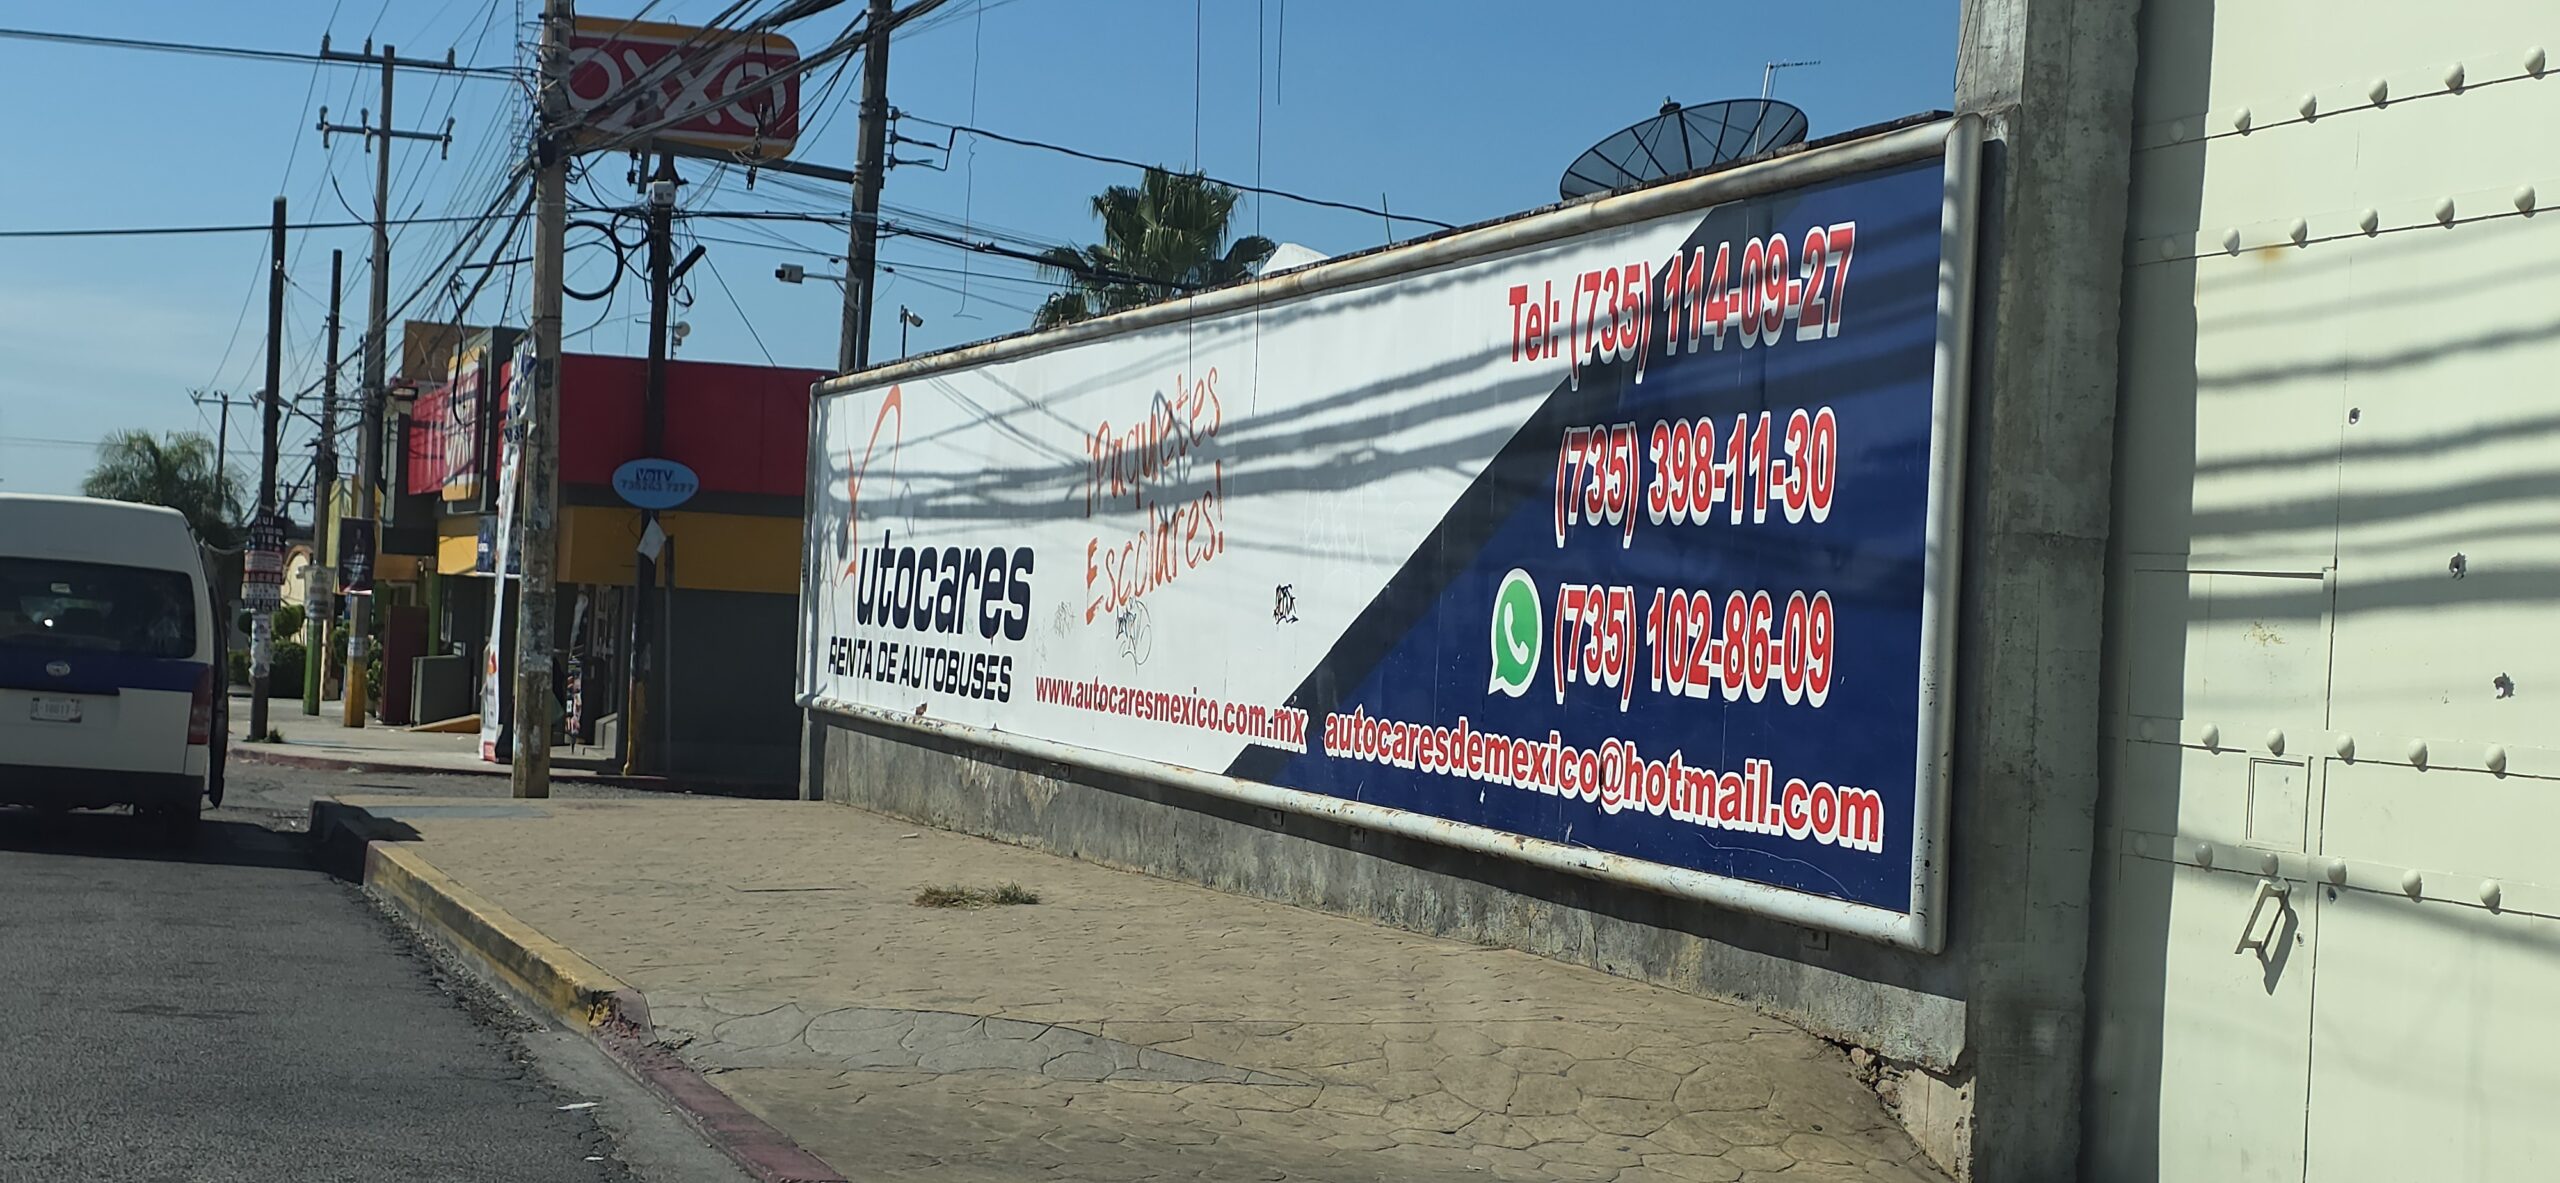 OXXO
Autocares
RENTA DE AUTOBUSES
¡Paquetes
Escolares!
www.autocaresmexico.com.mx
Tel: (735) 114-09-27
(735) 398-11-30
(735) 102-86-09
autocaresdemexico@hotmail.com